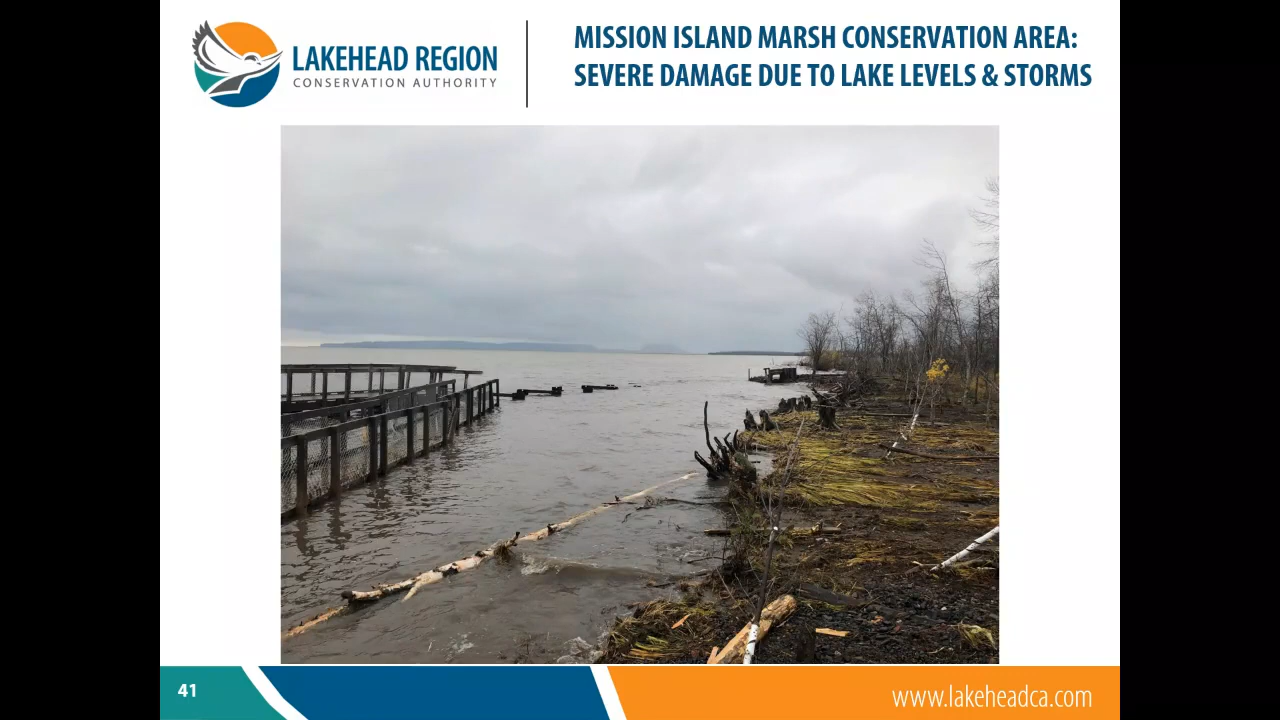 LAKEHEAD REGION
CONSERVATION AUTHORITY
MISSION ISLAND MARSH CONSERVATION AREA:
SEVERE DAMAGE DUE TO LAKE LEVELS & STORMS
41
www.lakeheadca.com